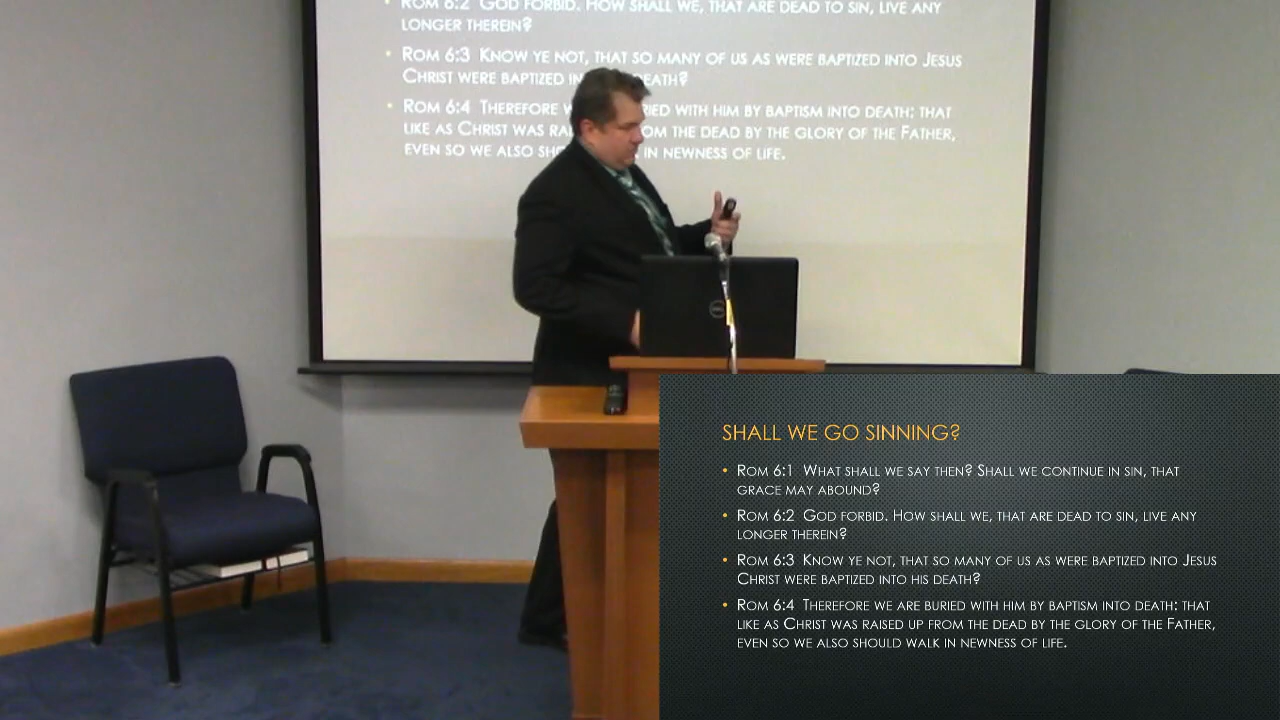 Rom 6:2 God forbid. How shall we, that are dead to sin, live any
longer therein?
Rom 6:3 Know ye not, that so many of us as were baptized into Jesus
Christ were baptized in death?
Rom 6:4 Therefore w ried with him by baptism into death: that
like as Christ was rai om the dead by the glory of the Father,
even so we also sho in newness of life.
DELL
SHALL WE GO SINNING?
Rom 6:1 What shall we say then? Shall we continue in sin, that
grace may abound?
Rom 6:2 God forbid. How shall we, that are dead to sin, live any
longer therein?
Rom 6:3 Know ye not, that so many of us as were baptized into Jesus
Christ were baptized into his death?
Rom 6:4 Therefore we are buried with him by baptism into death: that
like as Christ was raised up from the dead by the glory of the Father,
even so we also should walk in newness of life.